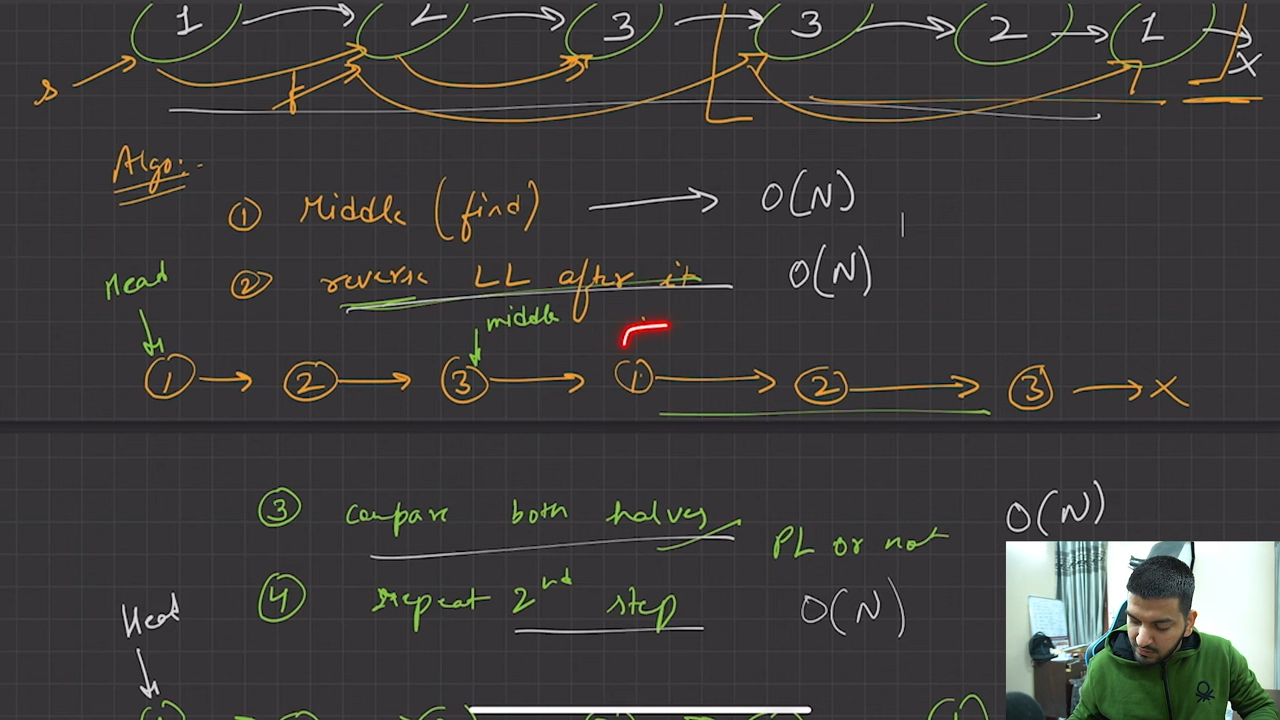 1 2 3 3 2 1 X
s f
Algo:-
① Middle (find) → O(N)
Head ② reverse LL after it O(N)
middle
① → ② → ③ → ① → ② → ③ → X
③ compare both halves PL or not O(N)
④ repeat 2nd step O(N)
Head